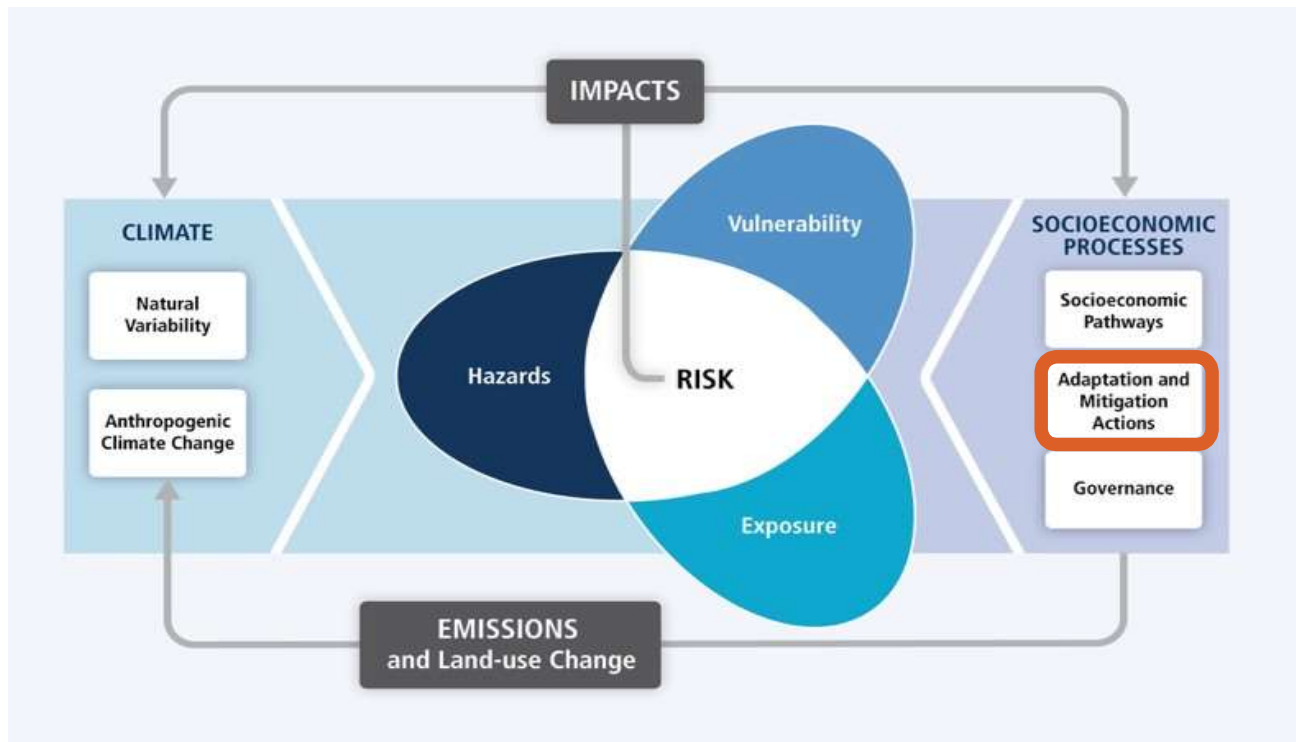 IMPACTS
CLIMATE
Natural
Variability
Anthropogenic
Climate Change
Hazards
Vulnerability
RISK
Exposure
SOCIOECONOMIC
PROCESSES
Socioeconomic
Pathways
Adaptation and
Mitigation
Actions
Governance
EMISSIONS
and Land-use Change